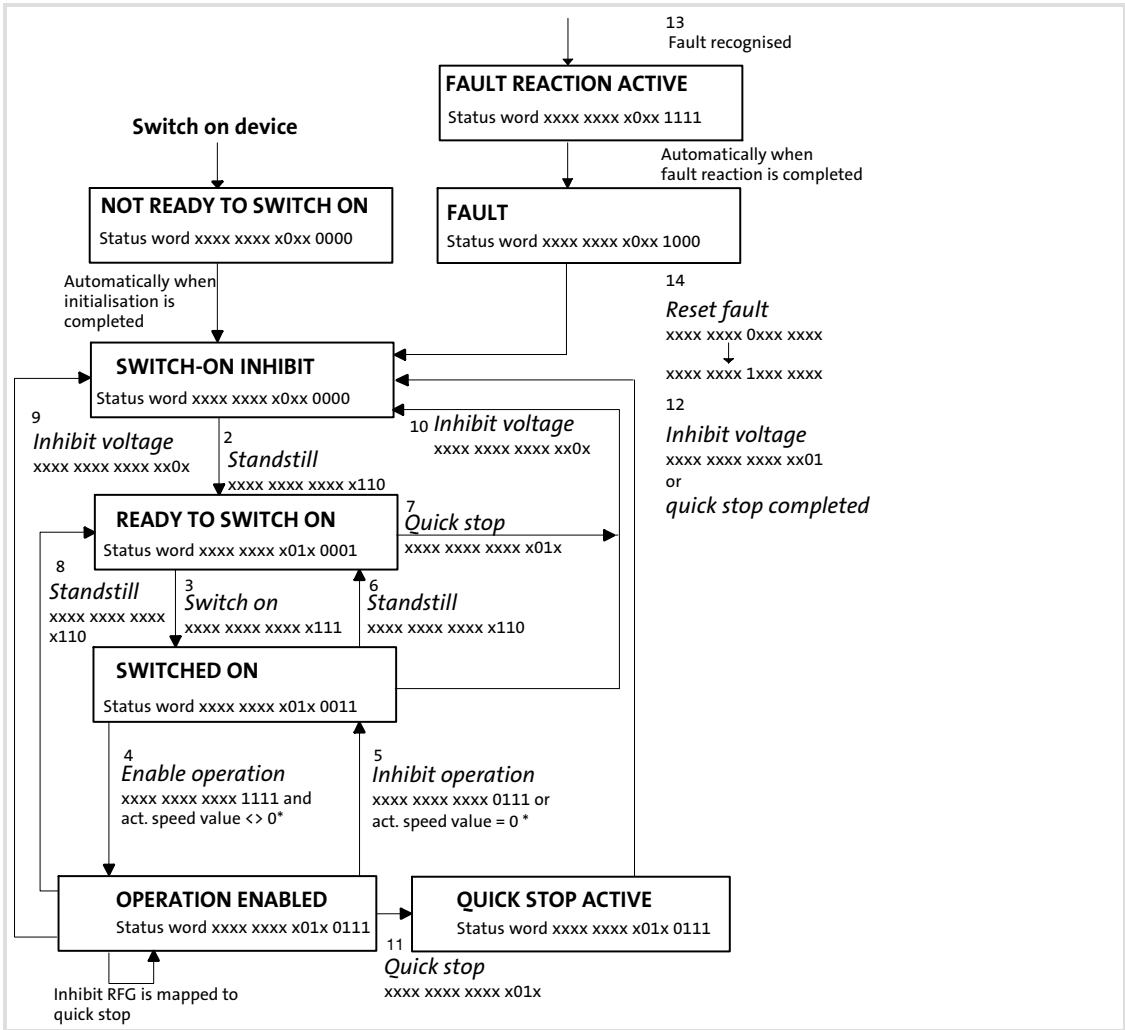 13
Fault recognised
FAULT REACTION ACTIVE
Status word xxxx xxxx x0xx 1111
Switch on device
Automatically when
fault reaction is completed
NOT READY TO SWITCH ON
Status word xxxx xxxx x0xx 0000
FAULT
Status word xxxx xxxx x0xx 1000
Automatically when
initialisation is
completed
14
Reset fault
xxxx xxxx 0xxx xxxx
xxxx xxxx 1xxx xxxx
SWITCH-ON INHIBIT
Status word xxxx xxxx x0xx 0000
9
Inhibit voltage
xxxx xxxx xxxx xx0x
2
Standstill
xxxx xxxx xxxx x110
10 Inhibit voltage
xxxx xxxx xxxx xx0x
12
Inhibit voltage
xxxx xxxx xxxx xx01
or
quick stop completed
READY TO SWITCH ON
Status word xxxx xxxx x01x 0001
7
Quick stop
xxxx xxxx xxxx x01x
8
Standstill
xxxx xxxx xxxx
x110
3
Switch on
xxxx xxxx xxxx x111
6
Standstill
xxxx xxxx xxxx x110
SWITCHED ON
Status word xxxx xxxx x01x 0011
4
Enable operation
xxxx xxxx xxxx 1111 and
act. speed value <> 0*
5
Inhibit operation
xxxx xxxx xxxx 0111 or
act. speed value = 0 *
OPERATION ENABLED
Status word xxxx xxxx x01x 0111
QUICK STOP ACTIVE
Status word xxxx xxxx x01x 0111
11
Quick stop
xxxx xxxx xxxx x01x
Inhibit RFG is mapped to
quick stop